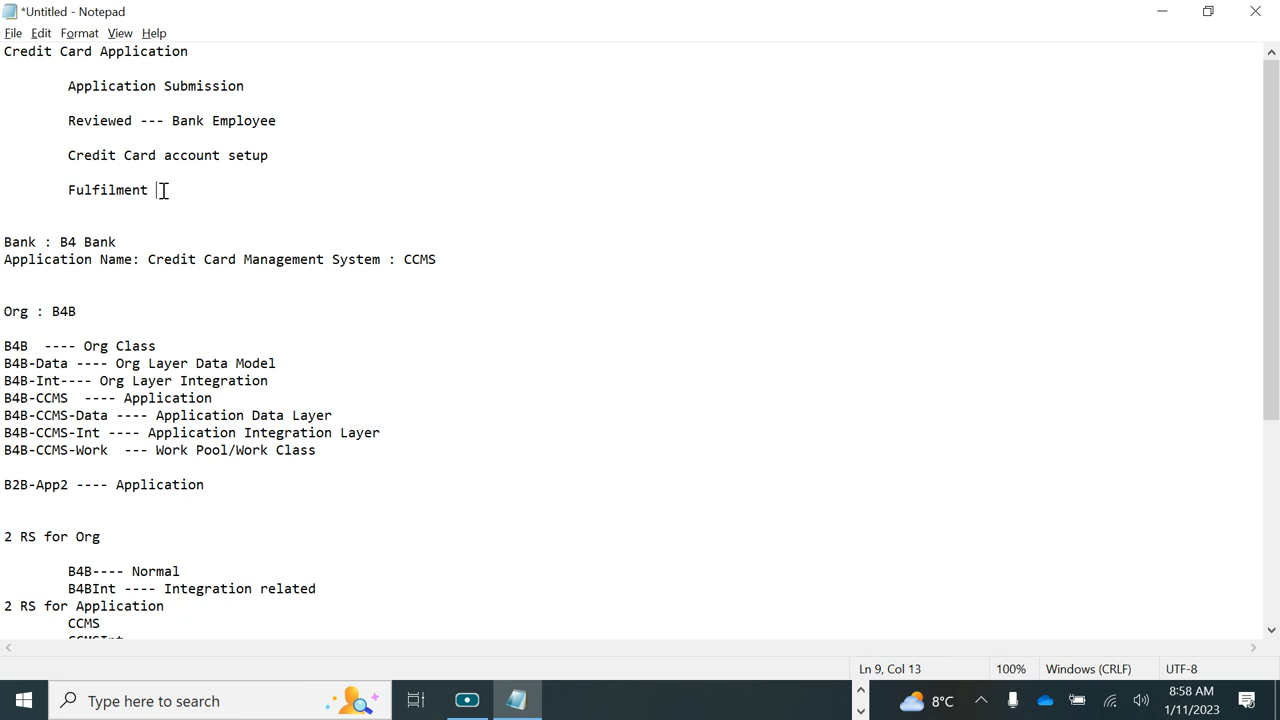 *Untitled - Notepad
File Edit Format View Help
Credit Card Application
Application Submission
Reviewed --- Bank Employee
Credit Card account setup
Fulfilment
Bank : B4 Bank
Application Name: Credit Card Management System : CCMS
Org : B4B
B4B ---- Org Class
B4B-Data ---- Org Layer Data Model
B4B-Int---- Org Layer Integration
B4B-CCMS ---- Application
B4B-CCMS-Data ---- Application Data Layer
B4B-CCMS-Int ---- Application Integration Layer
B4B-CCMS-Work --- Work Pool/Work Class
B2B-App2 ---- Application
2 RS for Org
B4B---- Normal
B4BInt ---- Integration related
2 RS for Application
CCMS
CCMSInt
Ln 9, Col 13 100% Windows (CRLF) UTF-8
Type here to search 8°C 8:58 AM
1/11/2023